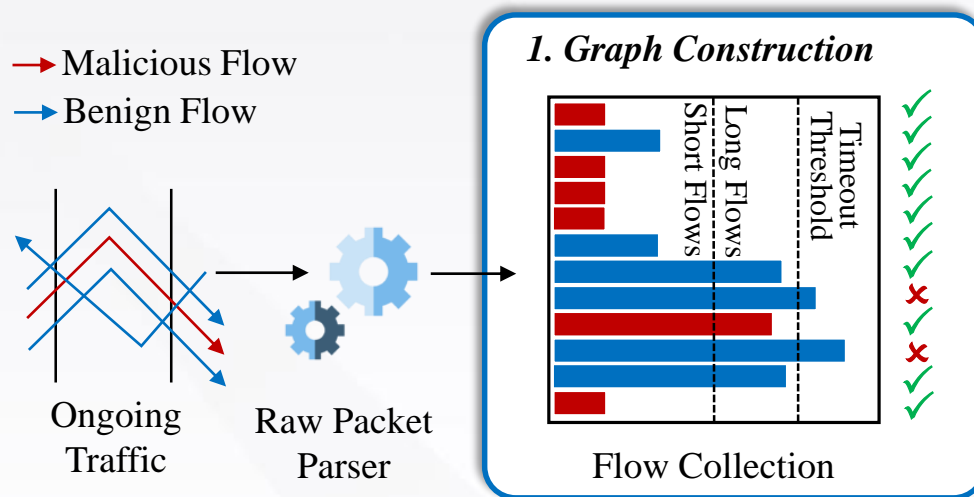 1. Graph Construction
Malicious Flow
Benign Flow
Short Flows
Long Flows
Timeout
Threshold
Ongoing
Traffic
Raw Packet
Parser
Flow Collection